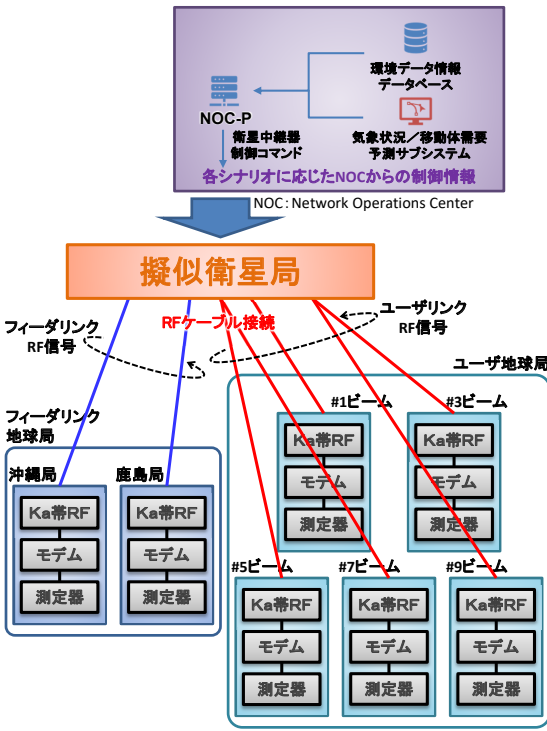 環境データ情報
データベース
NOC-P
衛星中継器
制御コマンド
気象状況／移動体需要
予測サブシステム
各シナリオに応じたNOCからの制御情報
NOC：Network Operations Center
擬似衛星局
フィーダリンク
RF信号
RFケーブル接続
ユーザリンク
RF信号
ユーザ地球局
フィーダリンク
地球局
沖縄局
Ka帯RF
モデム
測定器
鹿島局
Ka帯RF
モデム
測定器
#1ビーム
Ka帯RF
モデム
測定器
#3ビーム
Ka帯RF
モデム
測定器
#5ビーム
Ka帯RF
モデム
測定器
#7ビーム
Ka帯RF
モデム
測定器
#9ビーム
Ka帯RF
モデム
測定器